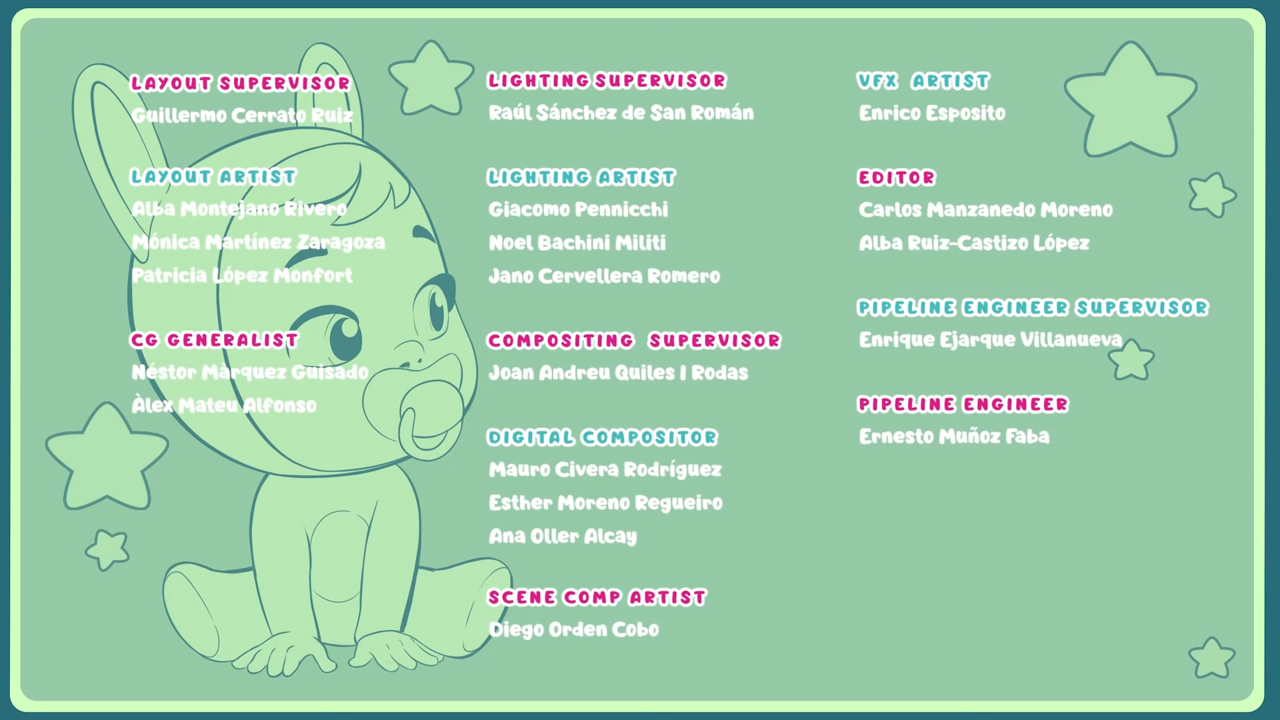 LAYOUT SUPERVISOR
Guillermo Cerrato Ruiz
LAYOUT ARTIST
Alba Montejano Rivero
Mónica Martínez Zaragoza
Patricia López Monfort
CG GENERALIST
Néstor Màrquez Guisado
Àlex Mateu Alfonso
LIGHTING SUPERVISOR
Raúl Sánchez de San Román
LIGHTING ARTIST
Giacomo Pennicchi
Noel Bachini Militi
Jano Cervellera Romero
COMPOSITING SUPERVISOR
Joan Andreu Quiles I Rodas
DIGITAL COMPOSITOR
Mauro Civera Rodríguez
Esther Moreno Regueiro
Ana Oller Alcay
SCENE COMP ARTIST
Diego Orden Cobo
VFX ARTIST
Enrico Esposito
EDITOR
Carlos Manzanedo Moreno
Alba Ruiz-Castizo López
PIPELINE ENGINEER SUPERVISOR
Enrique Ejarque Villanueva
PIPELINE ENGINEER
Ernesto Muñoz Faba